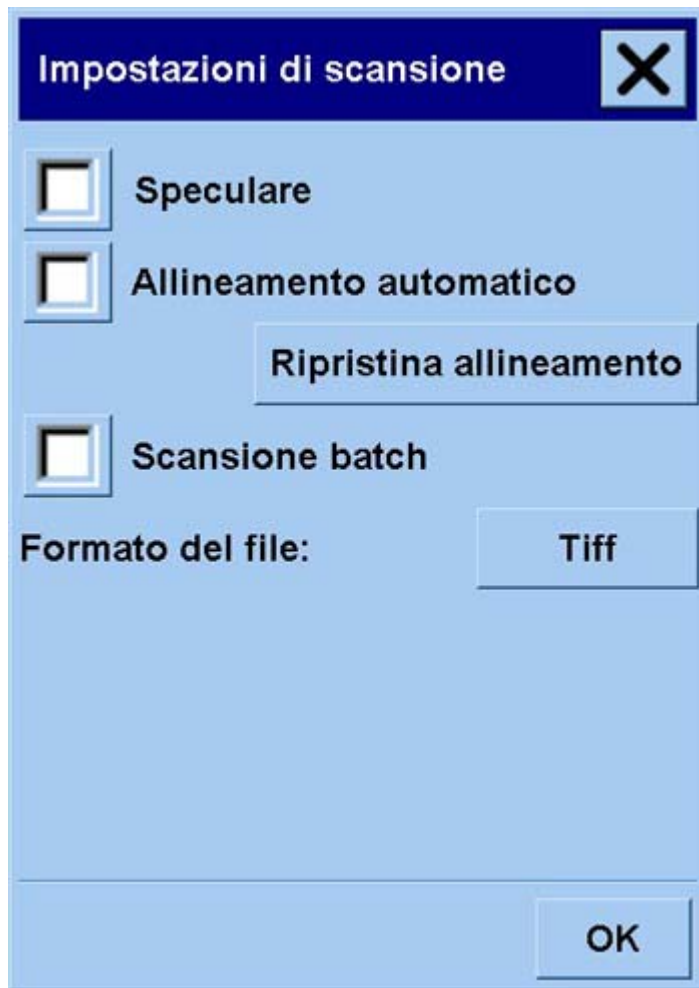 Impostazioni di scansione
Speculare
Allineamento automatico
Ripristina allineamento
Scansione batch
Formato del file: Tiff
OK